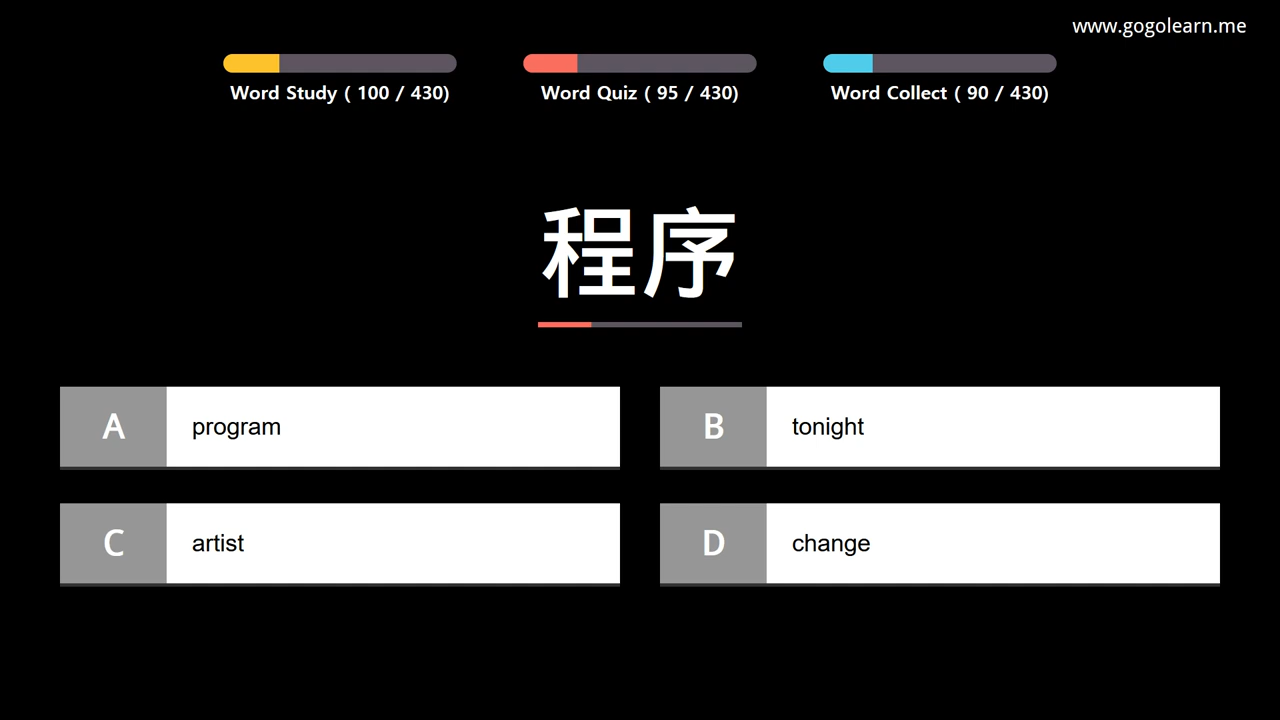 www.gogolearn.me
Word Study ( 100 / 430)
Word Quiz ( 95 / 430)
Word Collect ( 90 / 430)
程序
A program
B tonight
C artist
D change